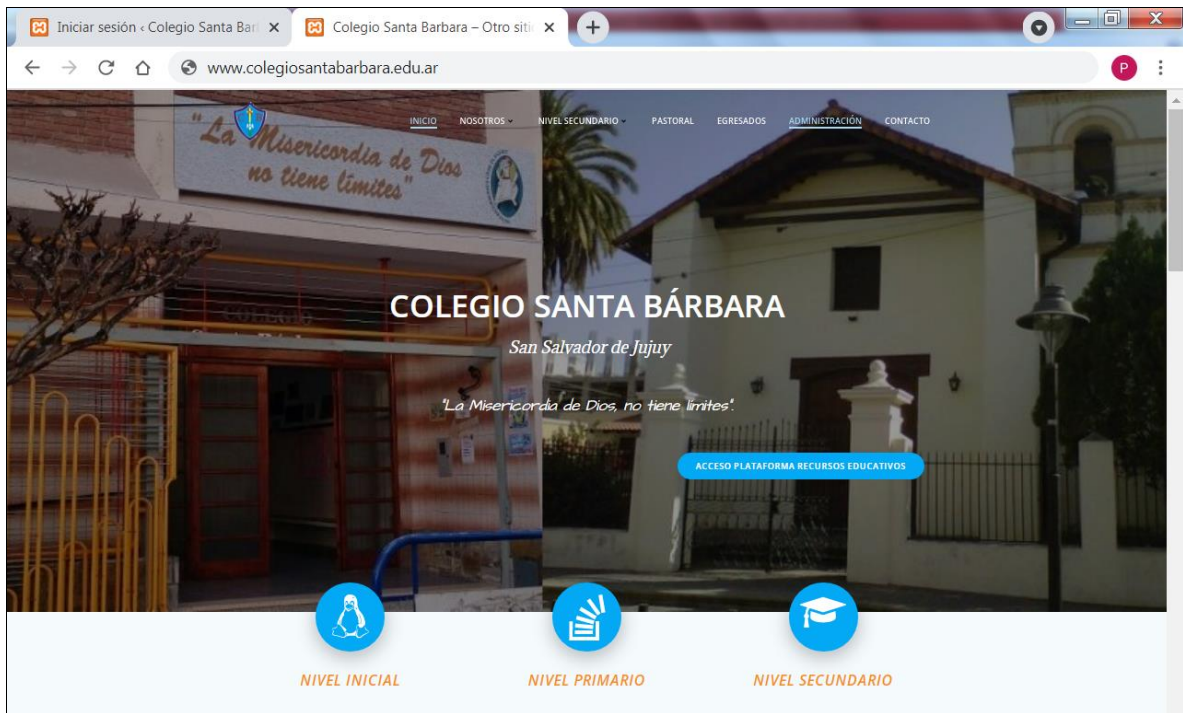 Iniciar sesión ‹ Colegio Santa Bar
Colegio Santa Barbara – Otro siti
www.colegiosantabarbara.edu.ar
P
INICIO NOSOTROS NIVEL SECUNDARIO PASTORAL EGRESADOS ADMINISTRACIÓN CONTACTO
"La Misericordia de Dios
no tiene límites"
COLEGIO
COLEGIO SANTA BÁRBARA
San Salvador de Jujuy
"La Misericordia de Dios, no tiene límites".
ACCESO PLATAFORMA RECURSOS EDUCATIVOS
NIVEL INICIAL NIVEL PRIMARIO NIVEL SECUNDARIO